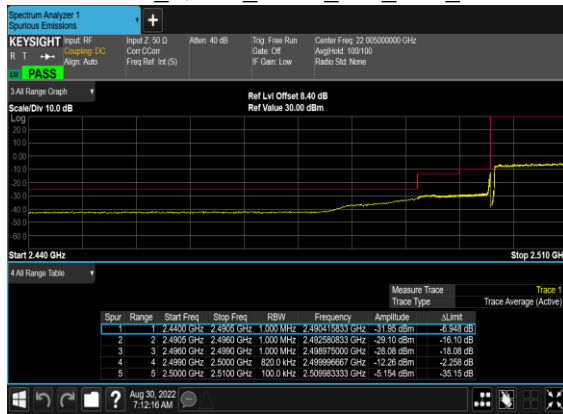 Spectrum Analyzer 1
Spurious Emissions
KEYSIGHT Input: RF Input Z: 50 Ω Atten: 40 dB Trig: Free Run Center Freq: 22.005000000 GHz
R T Coupling: DC Corr CCorr Gate: Off Avg|Hold: 100/100
Align: Auto Freq Ref: Int (S) IF Gain: Low Radio Std: None
PASS
3 All Range Graph
Ref Lvl Offset 8.40 dB
Scale/Div 10.0 dB Ref Value 30.00 dBm
Log
20.0
10.0
0.00
-10.0
-20.0
-30.0
-40.0
-50.0
-60.0
Start 2.440 GHz Stop 2.510 GH
4 All Range Table
Measure Trace Trace 1
Trace Type Trace Average (Active)
Spur Range Start Freq Stop Freq RBW Frequency Amplitude ΔLimit
1 1 2.4400 GHz 2.4905 GHz 1.000 MHz 2.490415833 GHz -31.95 dBm -6.948 dB
2 2 2.4905 GHz 2.4960 GHz 1.000 MHz 2.492580833 GHz -29.10 dBm -16.10 dB
3 3 2.4960 GHz 2.4990 GHz 1.000 MHz 2.498975000 GHz -28.08 dBm -18.08 dB
4 4 2.4990 GHz 2.5000 GHz 820.0 kHz 2.499996667 GHz -12.26 dBm -2.258 dB
5 5 2.5000 GHz 2.5100 GHz 100.0 kHz 2.509983333 GHz -5.154 dBm -35.15 dB
Aug 30, 2022
7:12:16 AM